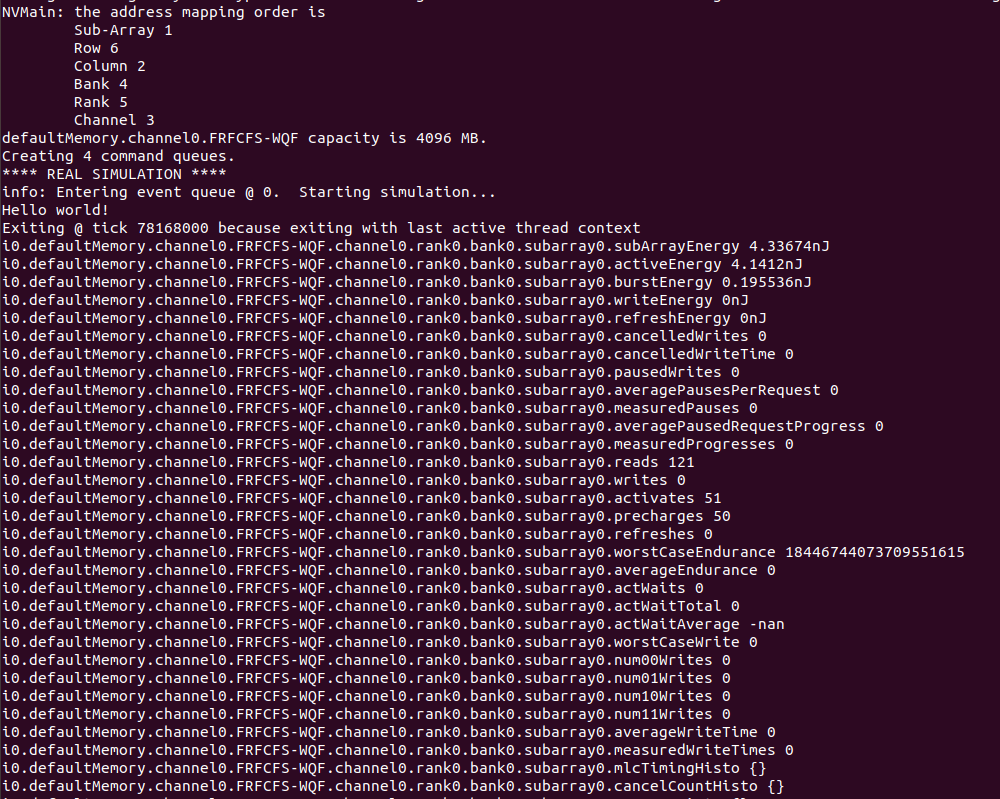 NVMain: the address mapping order is
Sub-Array 1
Row 6
Column 2
Bank 4
Rank 5
Channel 3
defaultMemory.channel0.FRFCFS-WQF capacity is 4096 MB.
Creating 4 command queues.
**** REAL SIMULATION ****
info: Entering event queue @ 0.  Starting simulation...
Hello world!
Exiting @ tick 78168000 because exiting with last active thread context
i0.defaultMemory.channel0.FRFCFS-WQF.channel0.rank0.bank0.subarray0.subArrayEnergy 4.33674nJ
i0.defaultMemory.channel0.FRFCFS-WQF.channel0.rank0.bank0.subarray0.activeEnergy 4.1412nJ
i0.defaultMemory.channel0.FRFCFS-WQF.channel0.rank0.bank0.subarray0.burstEnergy 0.195536nJ
i0.defaultMemory.channel0.FRFCFS-WQF.channel0.rank0.bank0.subarray0.writeEnergy 0nJ
i0.defaultMemory.channel0.FRFCFS-WQF.channel0.rank0.bank0.subarray0.refreshEnergy 0nJ
i0.defaultMemory.channel0.FRFCFS-WQF.channel0.rank0.bank0.subarray0.cancelledWrites 0
i0.defaultMemory.channel0.FRFCFS-WQF.channel0.rank0.bank0.subarray0.cancelledWriteTime 0
i0.defaultMemory.channel0.FRFCFS-WQF.channel0.rank0.bank0.subarray0.pausedWrites 0
i0.defaultMemory.channel0.FRFCFS-WQF.channel0.rank0.bank0.subarray0.averagePausesPerRequest 0
i0.defaultMemory.channel0.FRFCFS-WQF.channel0.rank0.bank0.subarray0.measuredPauses 0
i0.defaultMemory.channel0.FRFCFS-WQF.channel0.rank0.bank0.subarray0.averagePausedRequestProgress 0
i0.defaultMemory.channel0.FRFCFS-WQF.channel0.rank0.bank0.subarray0.measuredProgresses 0
i0.defaultMemory.channel0.FRFCFS-WQF.channel0.rank0.bank0.subarray0.reads 121
i0.defaultMemory.channel0.FRFCFS-WQF.channel0.rank0.bank0.subarray0.writes 0
i0.defaultMemory.channel0.FRFCFS-WQF.channel0.rank0.bank0.subarray0.activates 51
i0.defaultMemory.channel0.FRFCFS-WQF.channel0.rank0.bank0.subarray0.precharges 50
i0.defaultMemory.channel0.FRFCFS-WQF.channel0.rank0.bank0.subarray0.refreshes 0
i0.defaultMemory.channel0.FRFCFS-WQF.channel0.rank0.bank0.subarray0.worstCaseEndurance 18446744073709551615
i0.defaultMemory.channel0.FRFCFS-WQF.channel0.rank0.bank0.subarray0.averageEndurance 0
i0.defaultMemory.channel0.FRFCFS-WQF.channel0.rank0.bank0.subarray0.actWaits 0
i0.defaultMemory.channel0.FRFCFS-WQF.channel0.rank0.bank0.subarray0.actWaitTotal 0
i0.defaultMemory.channel0.FRFCFS-WQF.channel0.rank0.bank0.subarray0.actWaitAverage -nan
i0.defaultMemory.channel0.FRFCFS-WQF.channel0.rank0.bank0.subarray0.worstCaseWrite 0
i0.defaultMemory.channel0.FRFCFS-WQF.channel0.rank0.bank0.subarray0.num00Writes 0
i0.defaultMemory.channel0.FRFCFS-WQF.channel0.rank0.bank0.subarray0.num01Writes 0
i0.defaultMemory.channel0.FRFCFS-WQF.channel0.rank0.bank0.subarray0.num10Writes 0
i0.defaultMemory.channel0.FRFCFS-WQF.channel0.rank0.bank0.subarray0.num11Writes 0
i0.defaultMemory.channel0.FRFCFS-WQF.channel0.rank0.bank0.subarray0.averageWriteTime 0
i0.defaultMemory.channel0.FRFCFS-WQF.channel0.rank0.bank0.subarray0.measuredWriteTimes 0
i0.defaultMemory.channel0.FRFCFS-WQF.channel0.rank0.bank0.subarray0.mlcTimingHisto {}
i0.defaultMemory.channel0.FRFCFS-WQF.channel0.rank0.bank0.subarray0.cancelCountHisto {}